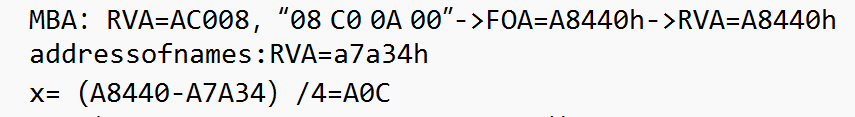 MBA: RVA=AC008, “08 C0 0A 00”->FOA=A8440h->RVA=A8440h
addressofnames:RVA=a7a34h
x= (A8440-A7A34) /4=A0C